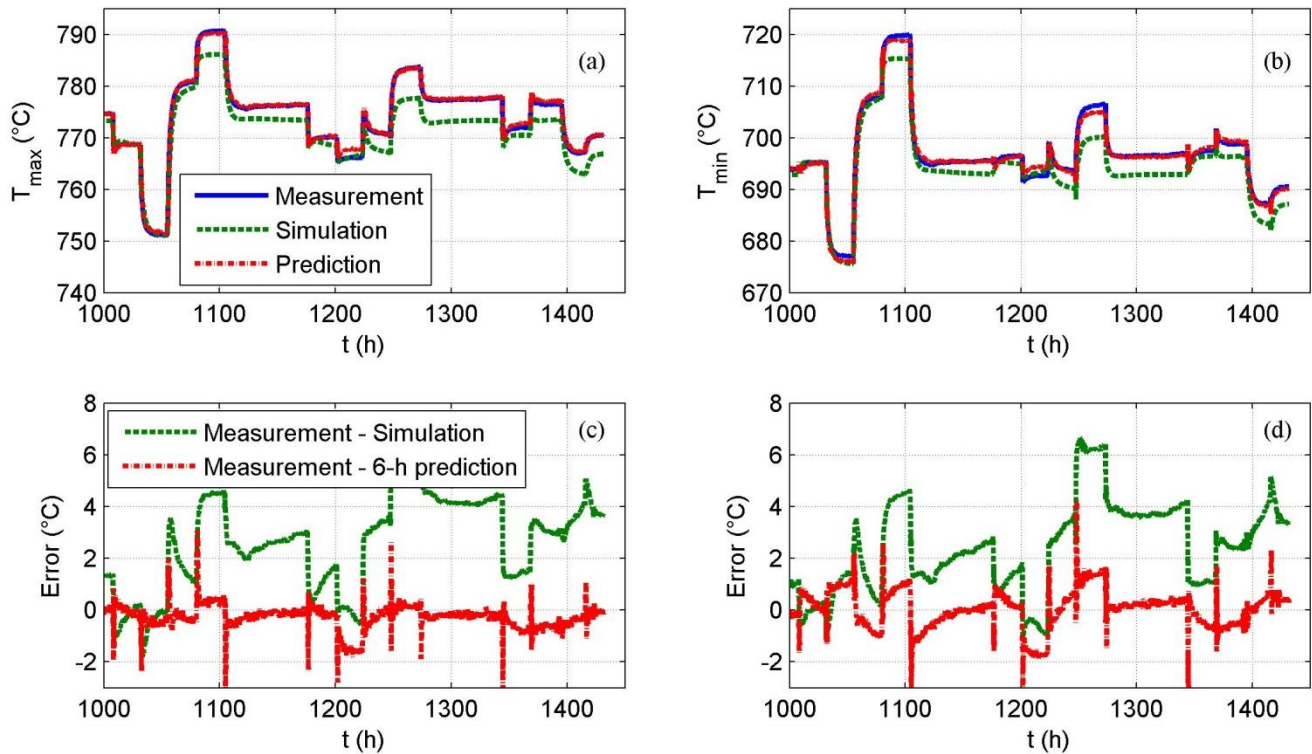 790
780
770
760
750
740
T_max (°C)
(a)
Measurement
Simulation
Prediction
1000 1100 1200 1300 1400
t (h)
720
710
700
690
680
670
T_min (°C)
(b)
1000 1100 1200 1300 1400
t (h)
8
6
4
2
0
-2
Error (°C)
(c)
Measurement - Simulation
Measurement - 6-h prediction
1000 1100 1200 1300 1400
t (h)
8
6
4
2
0
-2
Error (°C)
(d)
1000 1100 1200 1300 1400
t (h)